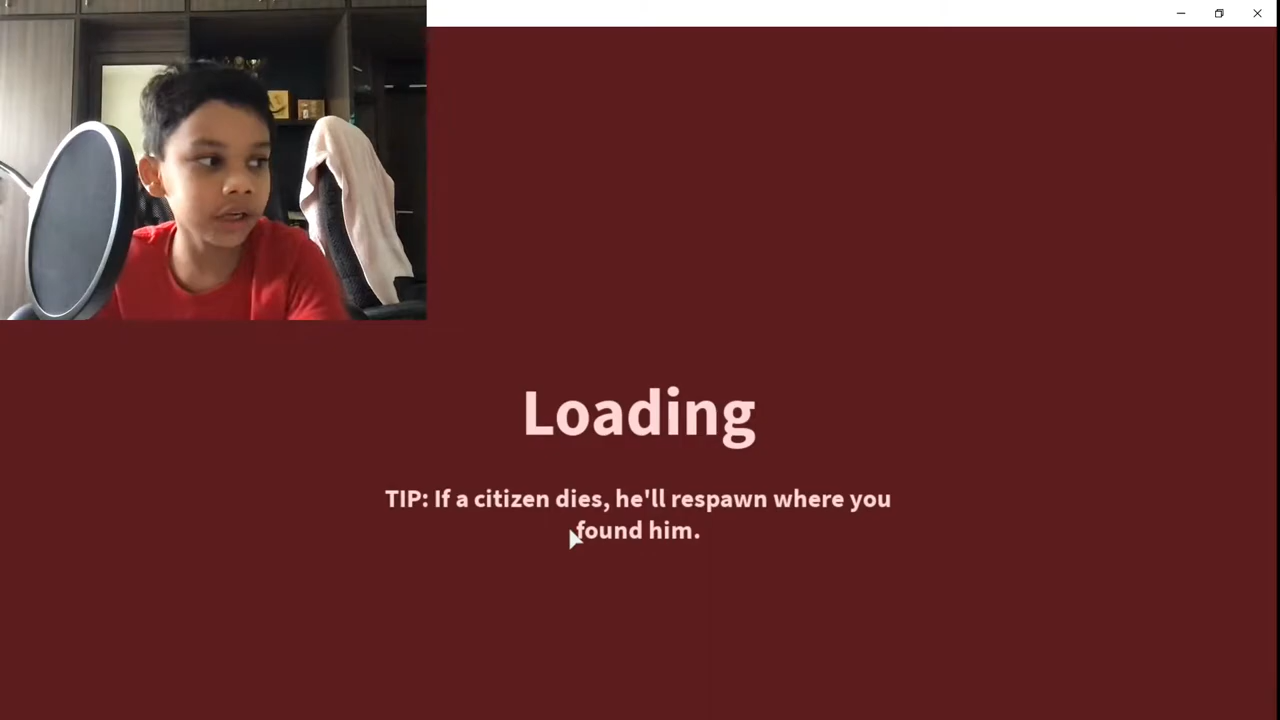 Loading
TIP: If a citizen dies, he'll respawn where you
found him.